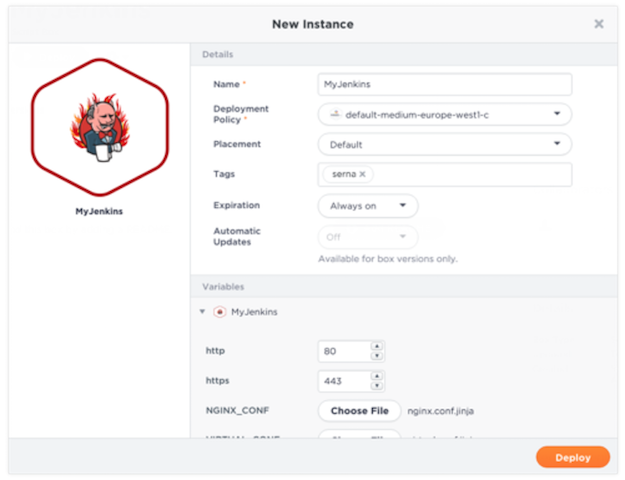 New Instance
Details
Name *
MyJenkins
Deployment
Policy *
default-medium-europe-west1-c
Placement
Default
Tags
serna ×
Expiration
Always on
Automatic
Updates
Off
Available for box versions only.
MyJenkins
Variables
MyJenkins
http
80
https
443
NGINX_CONF
Choose File
nginx.conf.jinja
Deploy